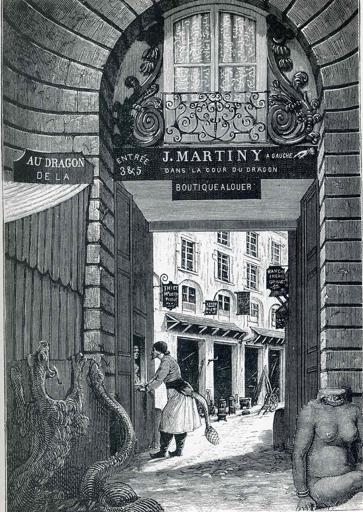 AU DRAGON
DE LA
ENTRÉE
3 & 5
J. MARTINY
A GAUCHE
DANS LA COUR DU DRAGON
BOUTIQUE A LOUER